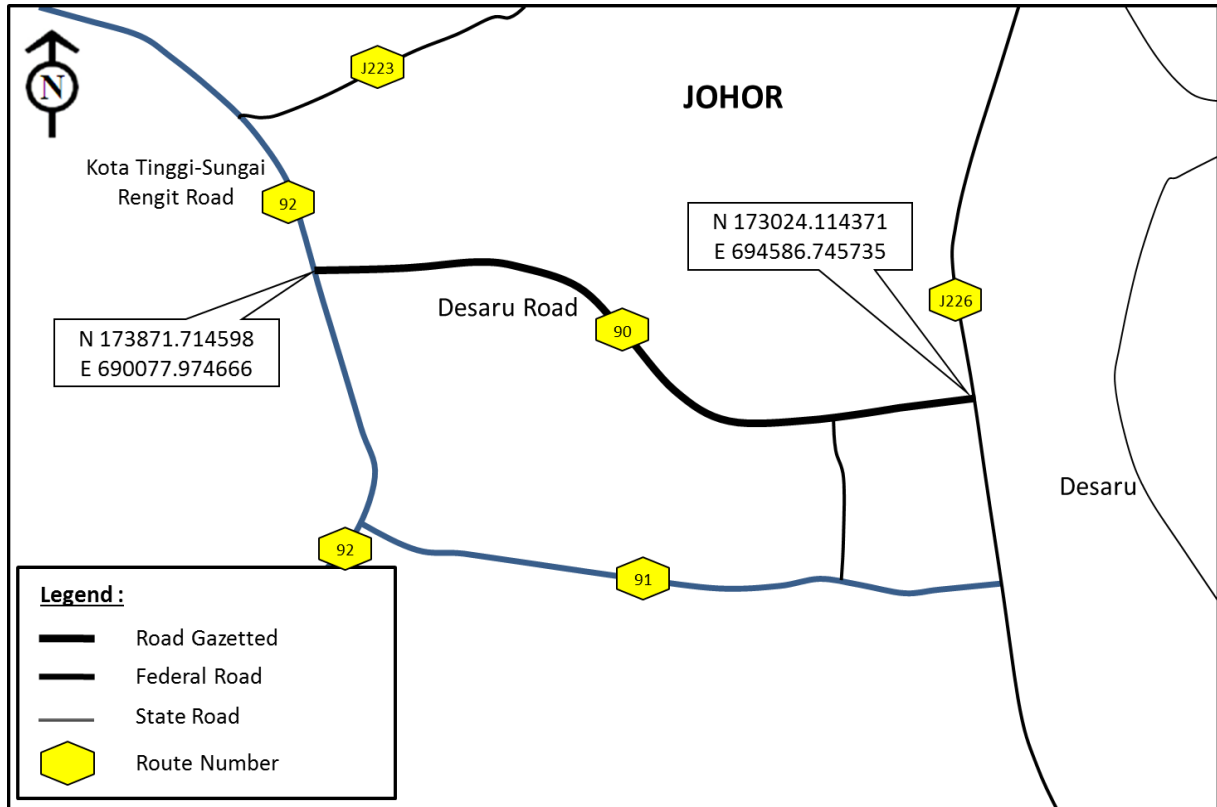 J223
JOHOR
N
Kota Tinggi-Sungai
Rengit Road
92
N 173024.114371
E 694586.745735
J226
Desaru Road
90
N 173871.714598
E 690077.974666
Desaru
92
91
Legend :
Road Gazetted
Federal Road
State Road
Route Number